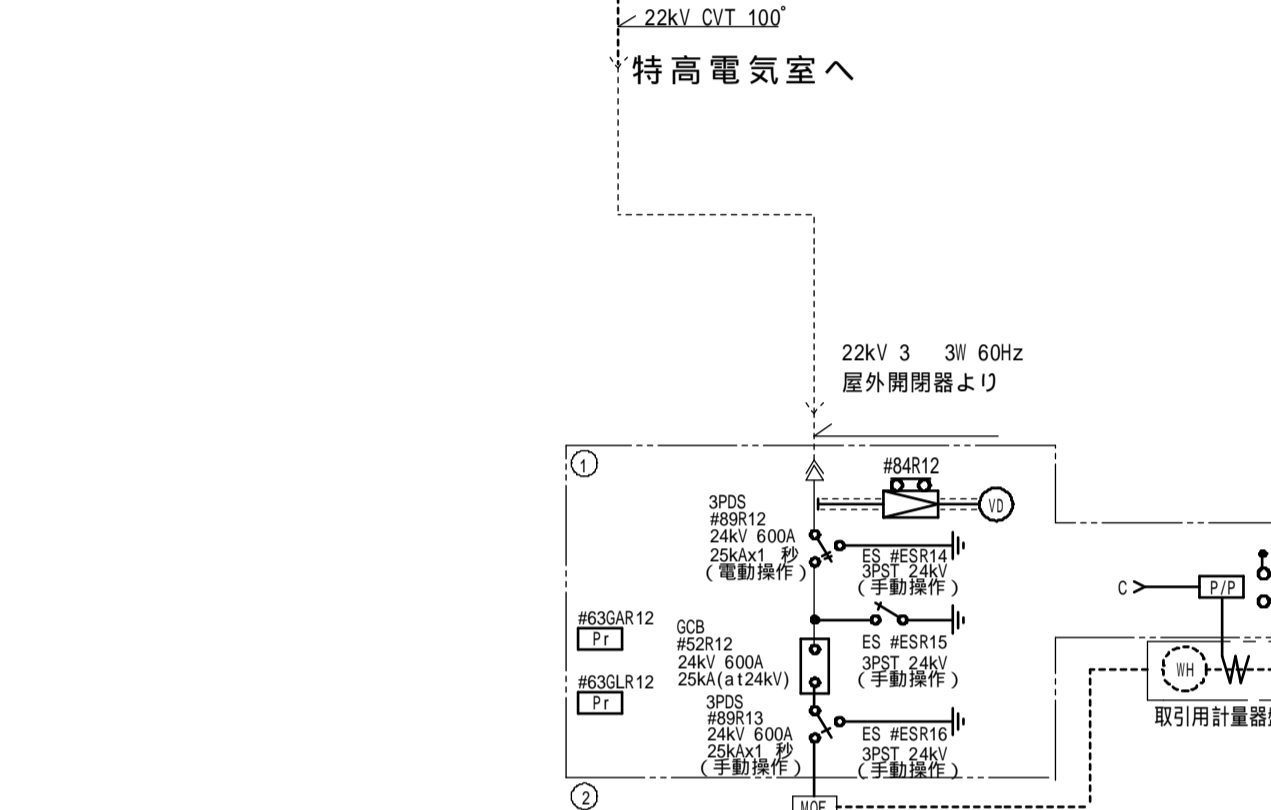 22kV CVT 100°
特高電気室へ
22kV 3 3W 60Hz
屋外開閉器より
①
#84R12
VD
3PDS
#89R12
24kV 600A
25kAx1 秒
(電動操作)
ES #ESR14
3PST 24kV
(手動操作)
C
P/P
#63GAR12
Pr
GCB
#52R12
24kV 600A
25kA(at24kV)
ES #ESR15
3PST 24kV
(手動操作)
WH
取引用計量器
#63GLR12
Pr
3PDS
#89R13
24kV 600A
25kAx1 秒
(手動操作)
ES #ESR16
3PST 24kV
(手動操作)
②
MOF